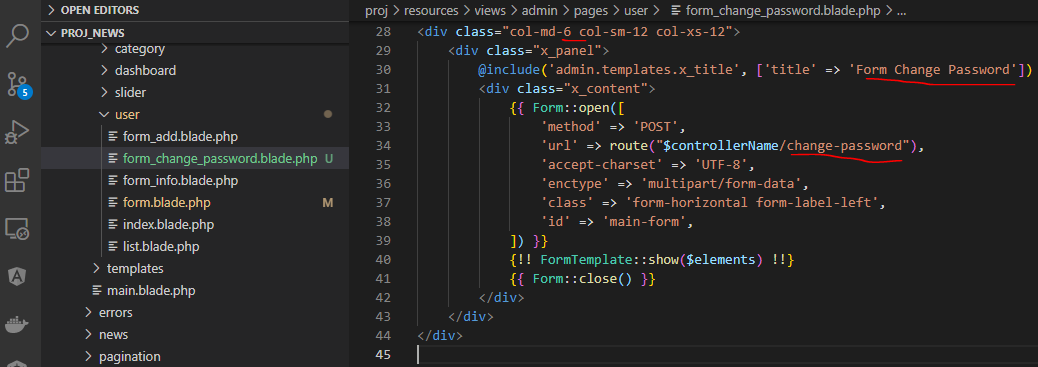 OPEN EDITORS
PROJ_NEWS
category
dashboard
slider
user
form_add.blade.php
form_change_password.blade.php U
form_info.blade.php
form.blade.php M
index.blade.php
list.blade.php
templates
main.blade.php
errors
news
pagination
5
proj > resources > views > admin > pages > user > form_change_password.blade.php > ...
28 <div class="col-md-6 col-sm-12 col-xs-12">
29 <div class="x_panel">
30 @include('admin.templates.x_title', ['title' => 'Form Change Password'])
31 <div class="x_content">
32 {{ Form::open([
33 'method' => 'POST',
34 'url' => route("$controllerName/change-password"),
35 'accept-charset' => 'UTF-8',
36 'enctype' => 'multipart/form-data',
37 'class' => 'form-horizontal form-label-left',
38 'id' => 'main-form',
39 ]) }}
40 {!! FormTemplate::show($elements) !!}
41 {{ Form::close() }}
42 </div>
43 </div>
44 </div>
45